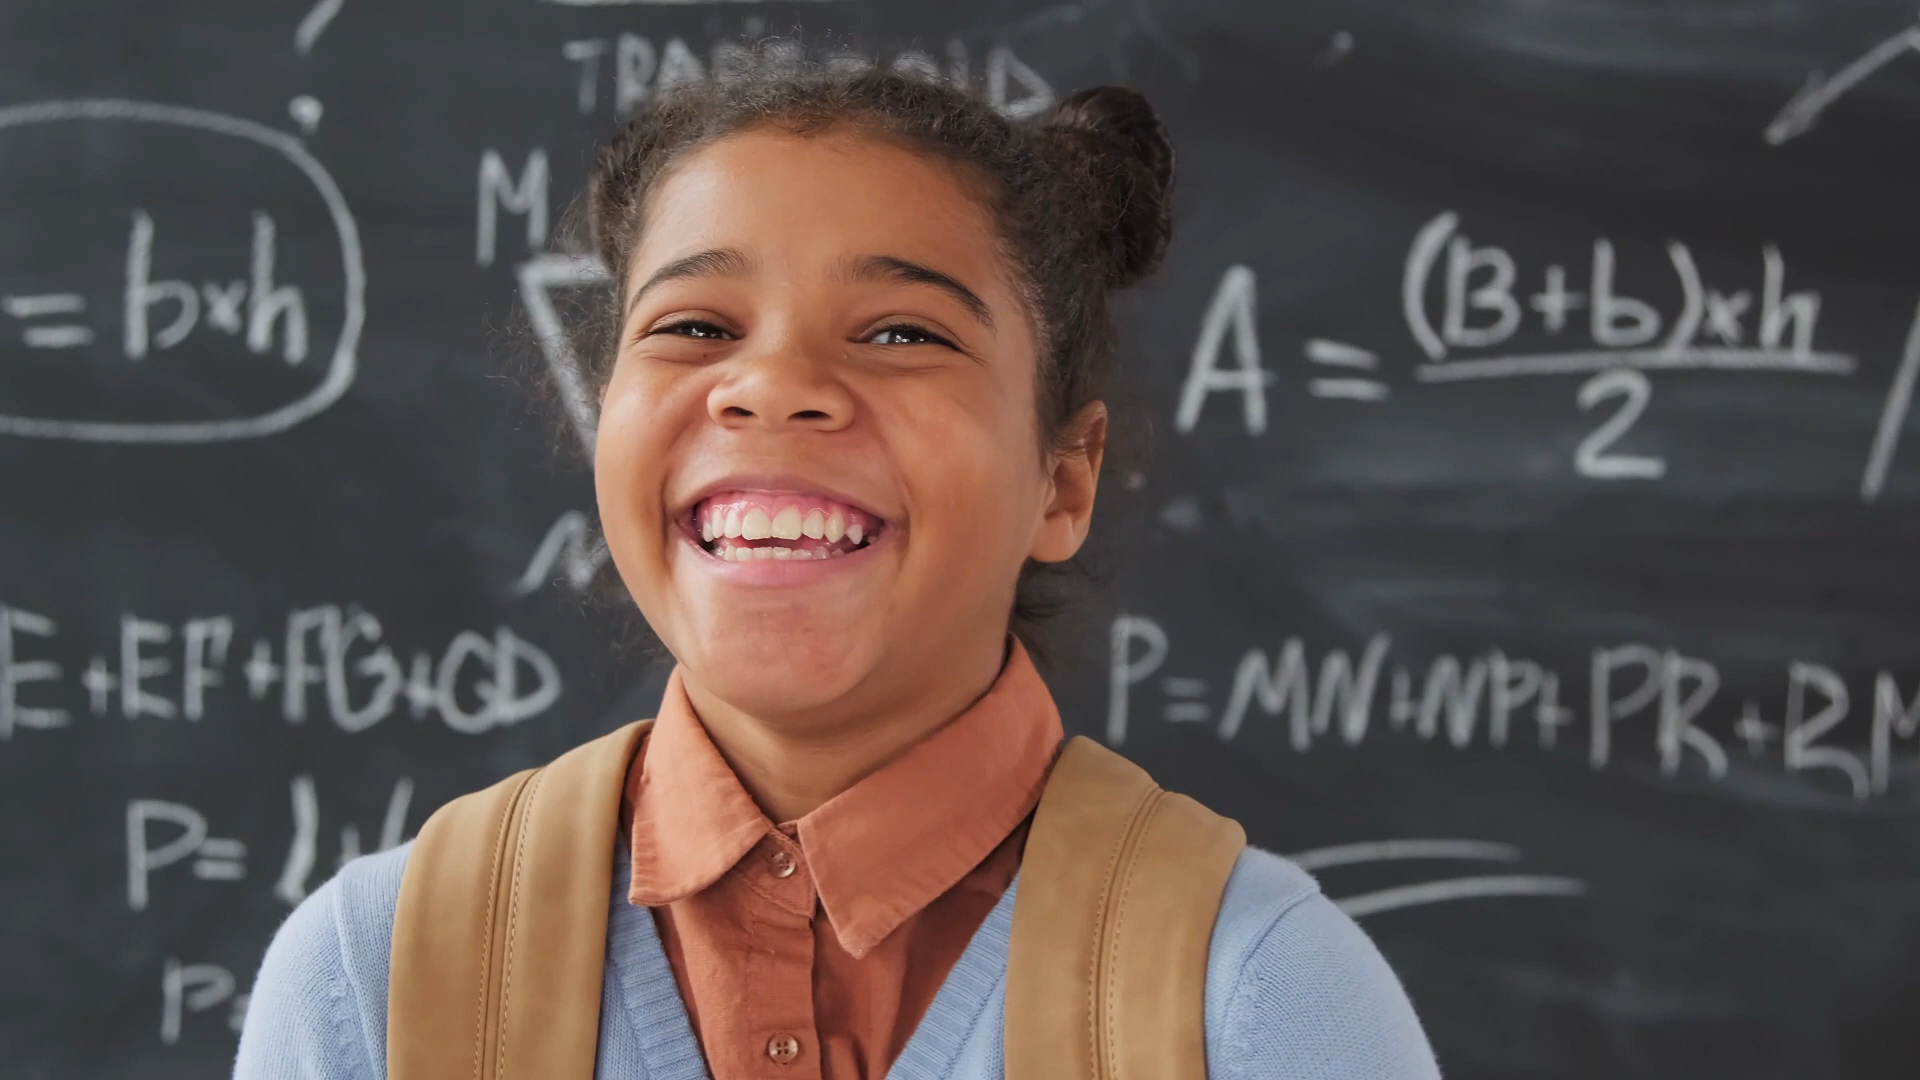 M
= b×h
A = (B+b)×h / 2
E+EF+FG+GD
P=MN+NP+PR+RM
P=
P=